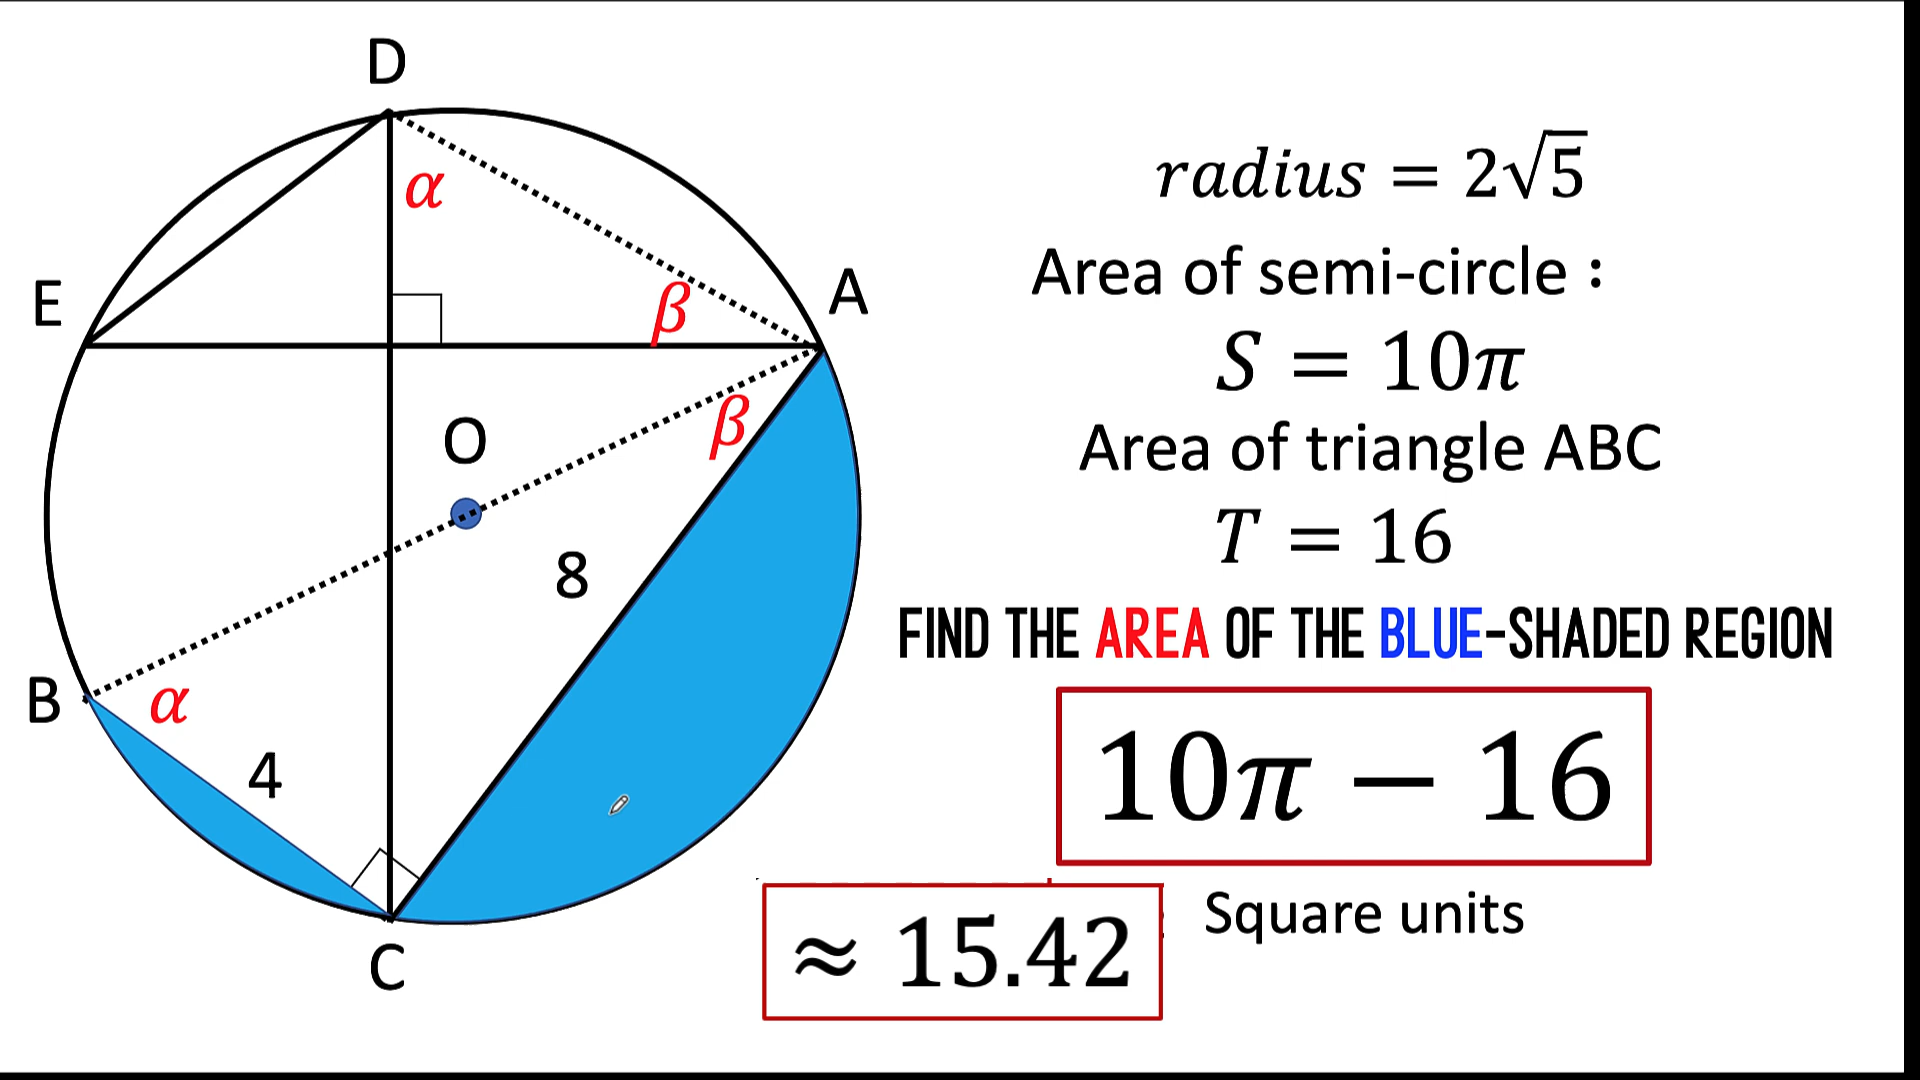 D
α
E
β
A
β
O
8
B
α
4
C
radius = 2√5
Area of semi-circle :
S = 10π
Area of triangle ABC
T = 16
FIND THE AREA OF THE BLUE-SHADED REGION
10π − 16
≈ 15.42
Square units